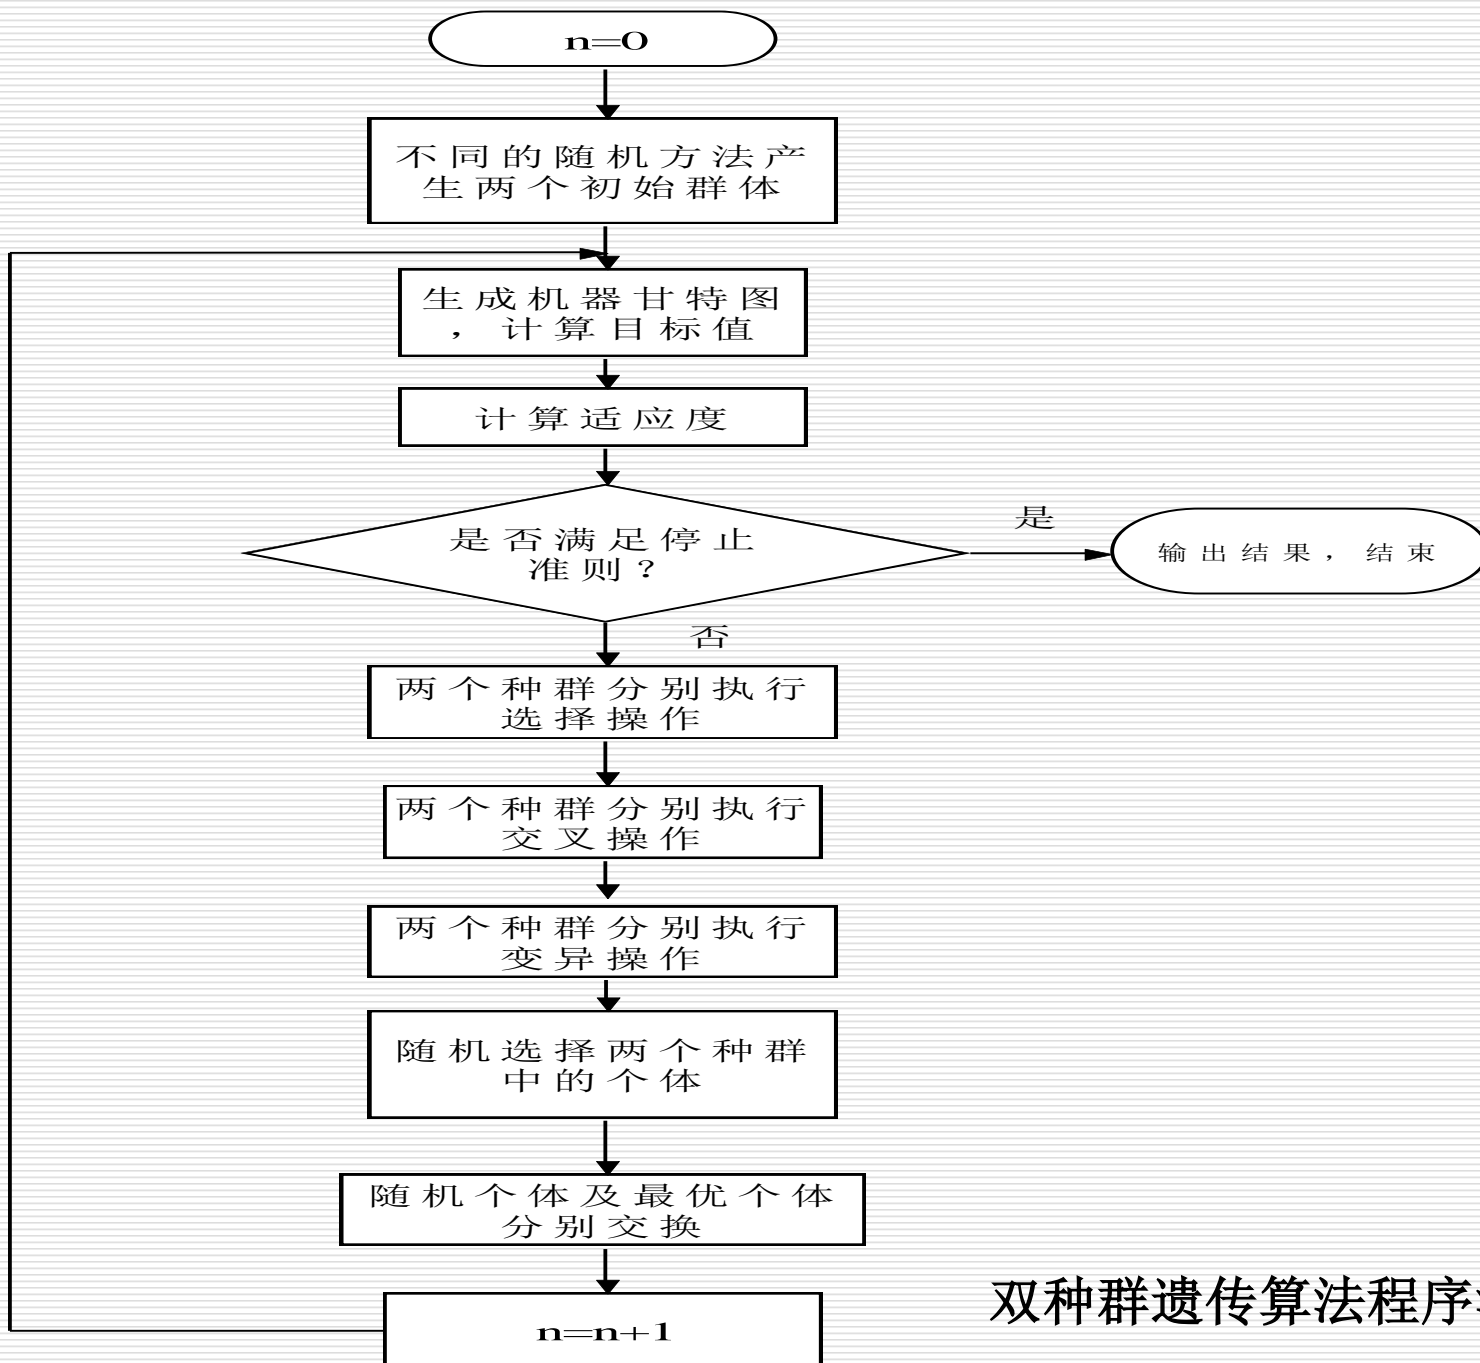 n=0
不同的随机方法产
生两个初始群体
生成机器甘特图
，计算目标值
计算适应度
是否满足停止
准则?
是
输出结果，结束
否
两个种群分别执行
选择操作
两个种群分别执行
交叉操作
两个种群分别执行
变异操作
随机选择两个种群
中的个体
随机个体及最优个体
分别交换
n=n+1
双种群遗传算法程序